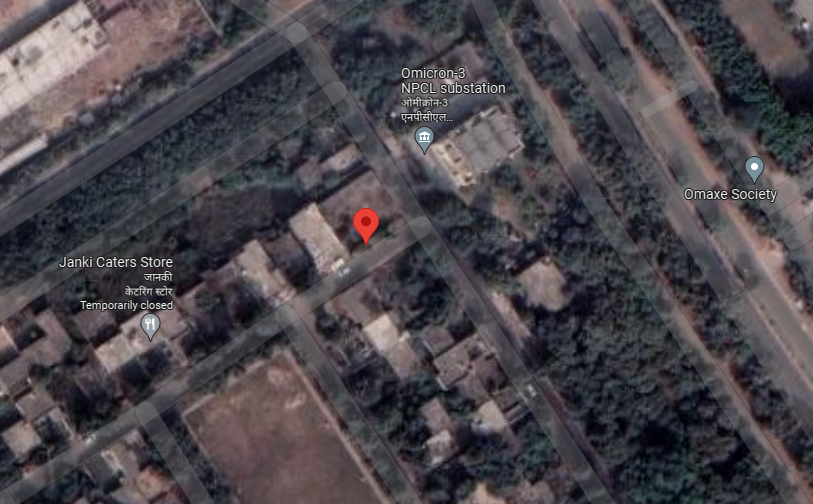 Omicron-3
NPCL substation
ओमीक्रोन-3
एनपीसीएल...
Omaxe Society
Janki Caters Store
जानकी
केटरिंग स्टोर
Temporarily closed